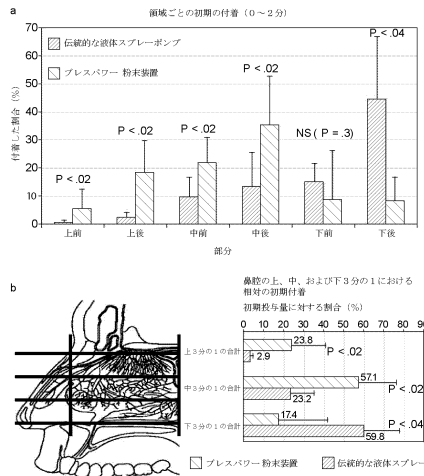 a
領域ごとの初期の付着（0～2分）
70
60
50
40
30
20
10
0
付着した割合（%）
伝統的な液体スプレーポンプ
ブレスパワー 粉末装置
P < .02
P < .02
P < .02
P < .02
NS ( P = .3)
P < .04
上前
上後
中前
中後
下前
下後
部分
b
鼻腔の上、中、および下3分の1における
相対の初期付着
初期投与量に対する割合（%）
0 10 20 30 40 50 60 70 80 90
上3分の1の合計
23.8
2.9
P < .02
中3分の1の合計
57.1
23.2
P < .02
下3分の1の合計
17.4
59.8
P < .04
ブレスパワー 粉末装置
伝統的な液体スプレー